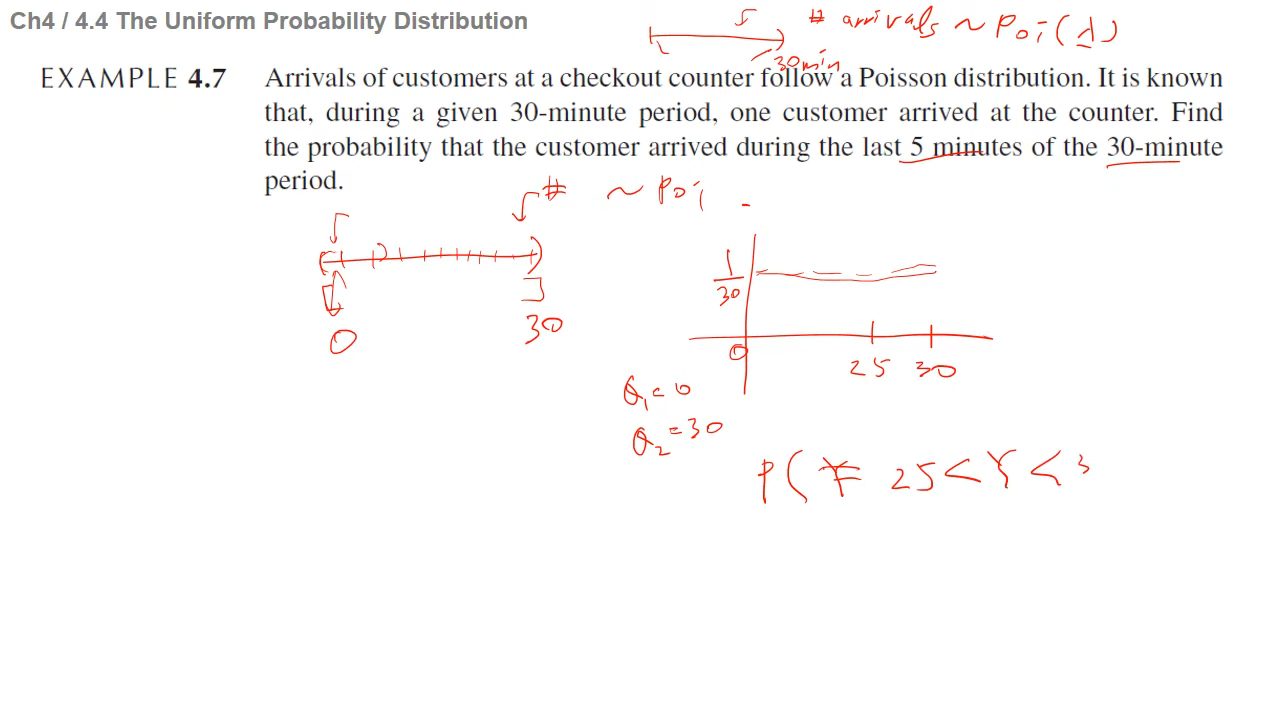 Ch4 / 4.4 The Uniform Probability Distribution
# arrivals ~ Poi(λ)
30min
EXAMPLE 4.7 Arrivals of customers at a checkout counter follow a Poisson distribution. It is known
that, during a given 30-minute period, one customer arrived at the counter. Find
the probability that the customer arrived during the last 5 minutes of the 30-minute
period.
# ~ Poi
1/30
0 30
0 25 30
θ₁ = 0
θ₂ = 30
P( 25 < Y < 3